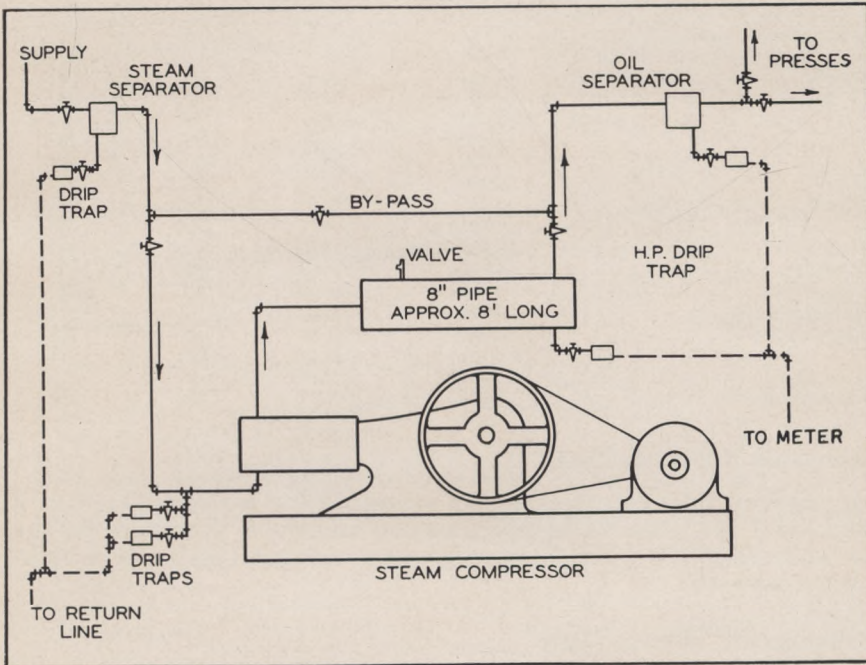 SUPPLY
STEAM
SEPARATOR
OIL
SEPARATOR
TO
PRESSES
DRIP
TRAP
BY-PASS
VALVE
H.P. DRIP
TRAP
8" PIPE
APPROX. 8' LONG
TO METER
DRIP
TRAPS
STEAM COMPRESSOR
TO RETURN
LINE